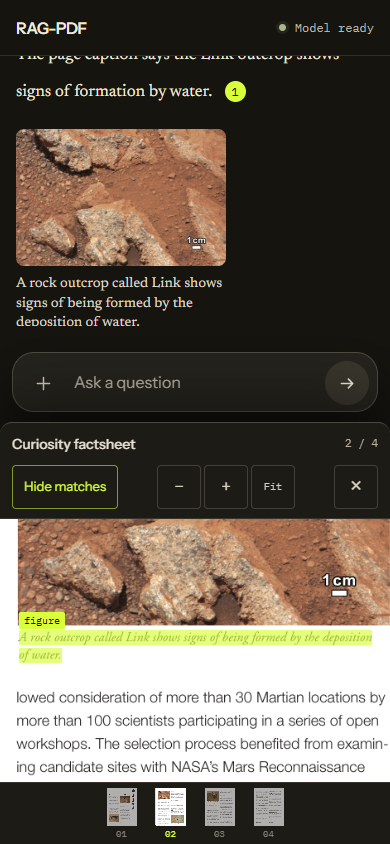 RAG-PDF
Model ready
The page caption says the Link outcrop shows
signs of formation by water. 1
1 cm
A rock outcrop called Link shows
signs of being formed by the
deposition of water.
Ask a question
Curiosity factsheet
2 / 4
Hide matches
− + Fit ×
1 cm
figure
A rock outcrop called Link shows signs of being formed by the deposition
of water.
lowed consideration of more than 30 Martian locations by
more than 100 scientists participating in a series of open
workshops. The selection process benefited from examin-
ing candidate sites with NASA's Mars Reconnaissance
01 02 03 04